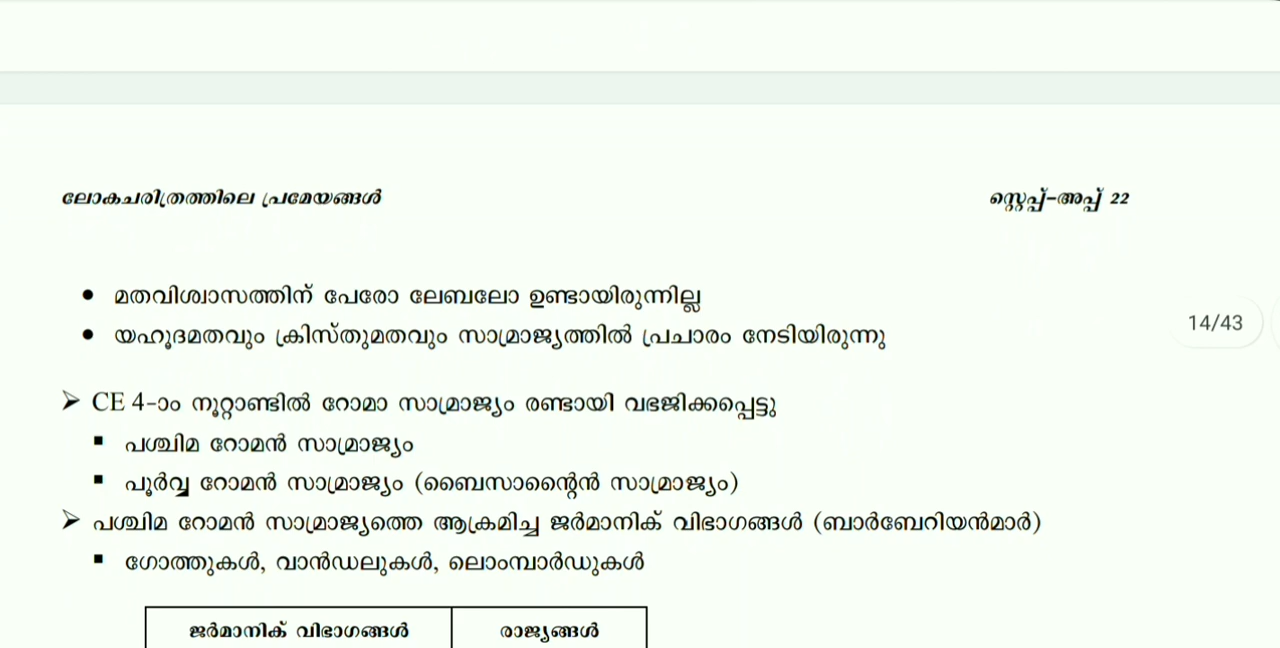 ലോകചരിത്രത്തിലെ പ്രമേയങ്ങൾ സ്റ്റെപ്പ്-അപ്പ് 22
• മതവിശ്വാസത്തിന് പേരോ ലേബലോ ഉണ്ടായിരുന്നില്ല
• യഹൂദമതവും ക്രിസ്തുമതവും സാമ്രാജ്യത്തിൽ പ്രചാരം നേടിയിരുന്നു
14/43
➢ CE 4-ാം നൂറ്റാണ്ടിൽ റോമാ സാമ്രാജ്യം രണ്ടായി വഭജിക്കപ്പെട്ടു
▪ പശ്ചിമ റോമൻ സാമ്രാജ്യം
▪ പൂർവ്വ റോമൻ സാമ്രാജ്യം (ബൈസാന്റൈൻ സാമ്രാജ്യം)
➢ പശ്ചിമ റോമൻ സാമ്രാജ്യത്തെ ആക്രമിച്ച ജർമാനിക് വിഭാഗങ്ങൾ (ബാർബേറിയൻമാർ)
▪ ഗോത്തുകൾ, വാൻഡലുകൾ, ലൊംമ്പാർഡുകൾ
ജർമാനിക് വിഭാഗങ്ങൾ രാജ്യങ്ങൾ